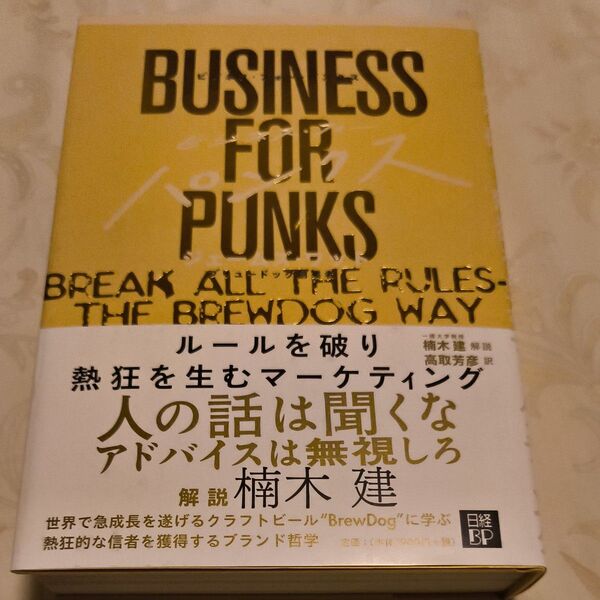 BUSINESS
FOR
パンクス
PUNKS
BREAK ALL THE RULES-
THE BREWDOG WAY
一橋大学教授
楠木 建 解説
高取芳彦 訳
ルールを破り
熱狂を生むマーケティング
人の話は聞くな
アドバイスは無視しろ
解説 楠木 建
世界で急成長を遂げるクラフトビール“BrewDog”に学ぶ
熱狂的な信者を獲得するブランド哲学
日経
BP